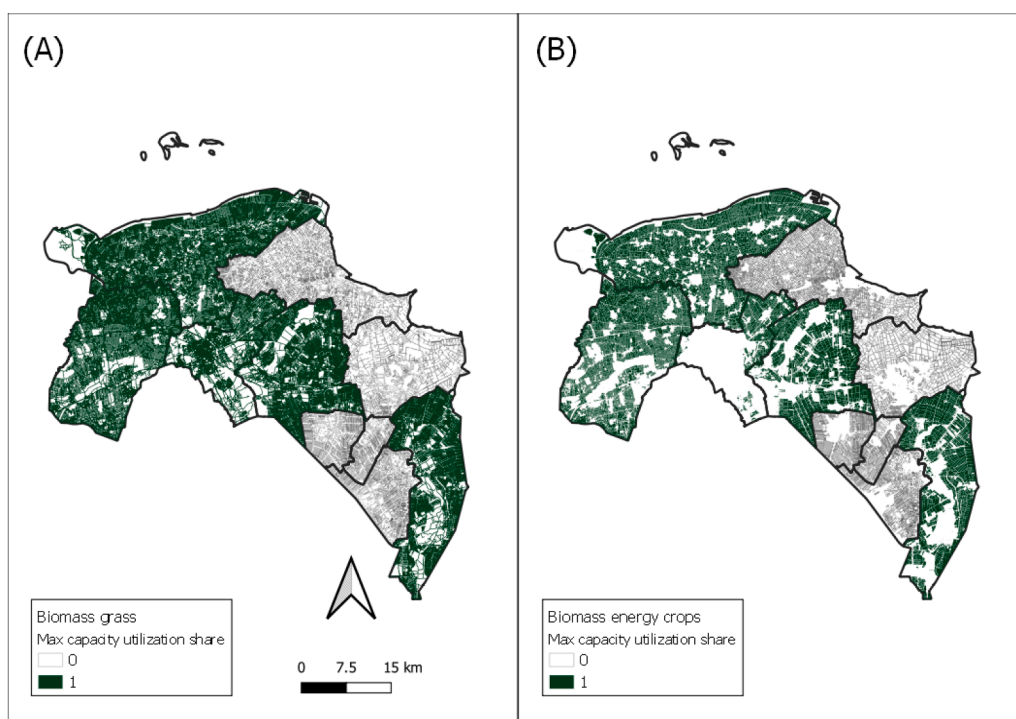 (A)
(B)
Biomass grass
Max capacity utilization share
0
1
0 7.5 15 km
Biomass energy crops
Max capacity utilization share
0
1